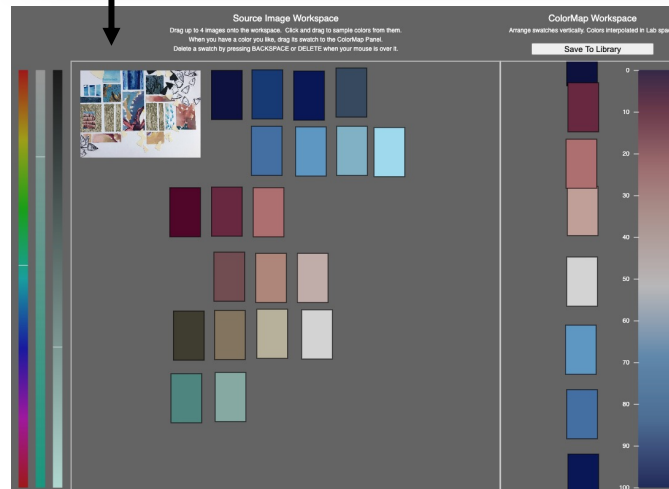 Source Image Workspace
Drag up to 4 images onto the workspace. Click and drag to sample colors from them.
When you have a color you like, drag its swatch to the ColorMap Panel.
Delete a swatch by pressing BACKSPACE or DELETE when your mouse is over it.
ColorMap Workspace
Arrange swatches vertically. Colors interpolated in Lab spec
Save To Library
0
10
20
30
40
50
60
70
80
90
100